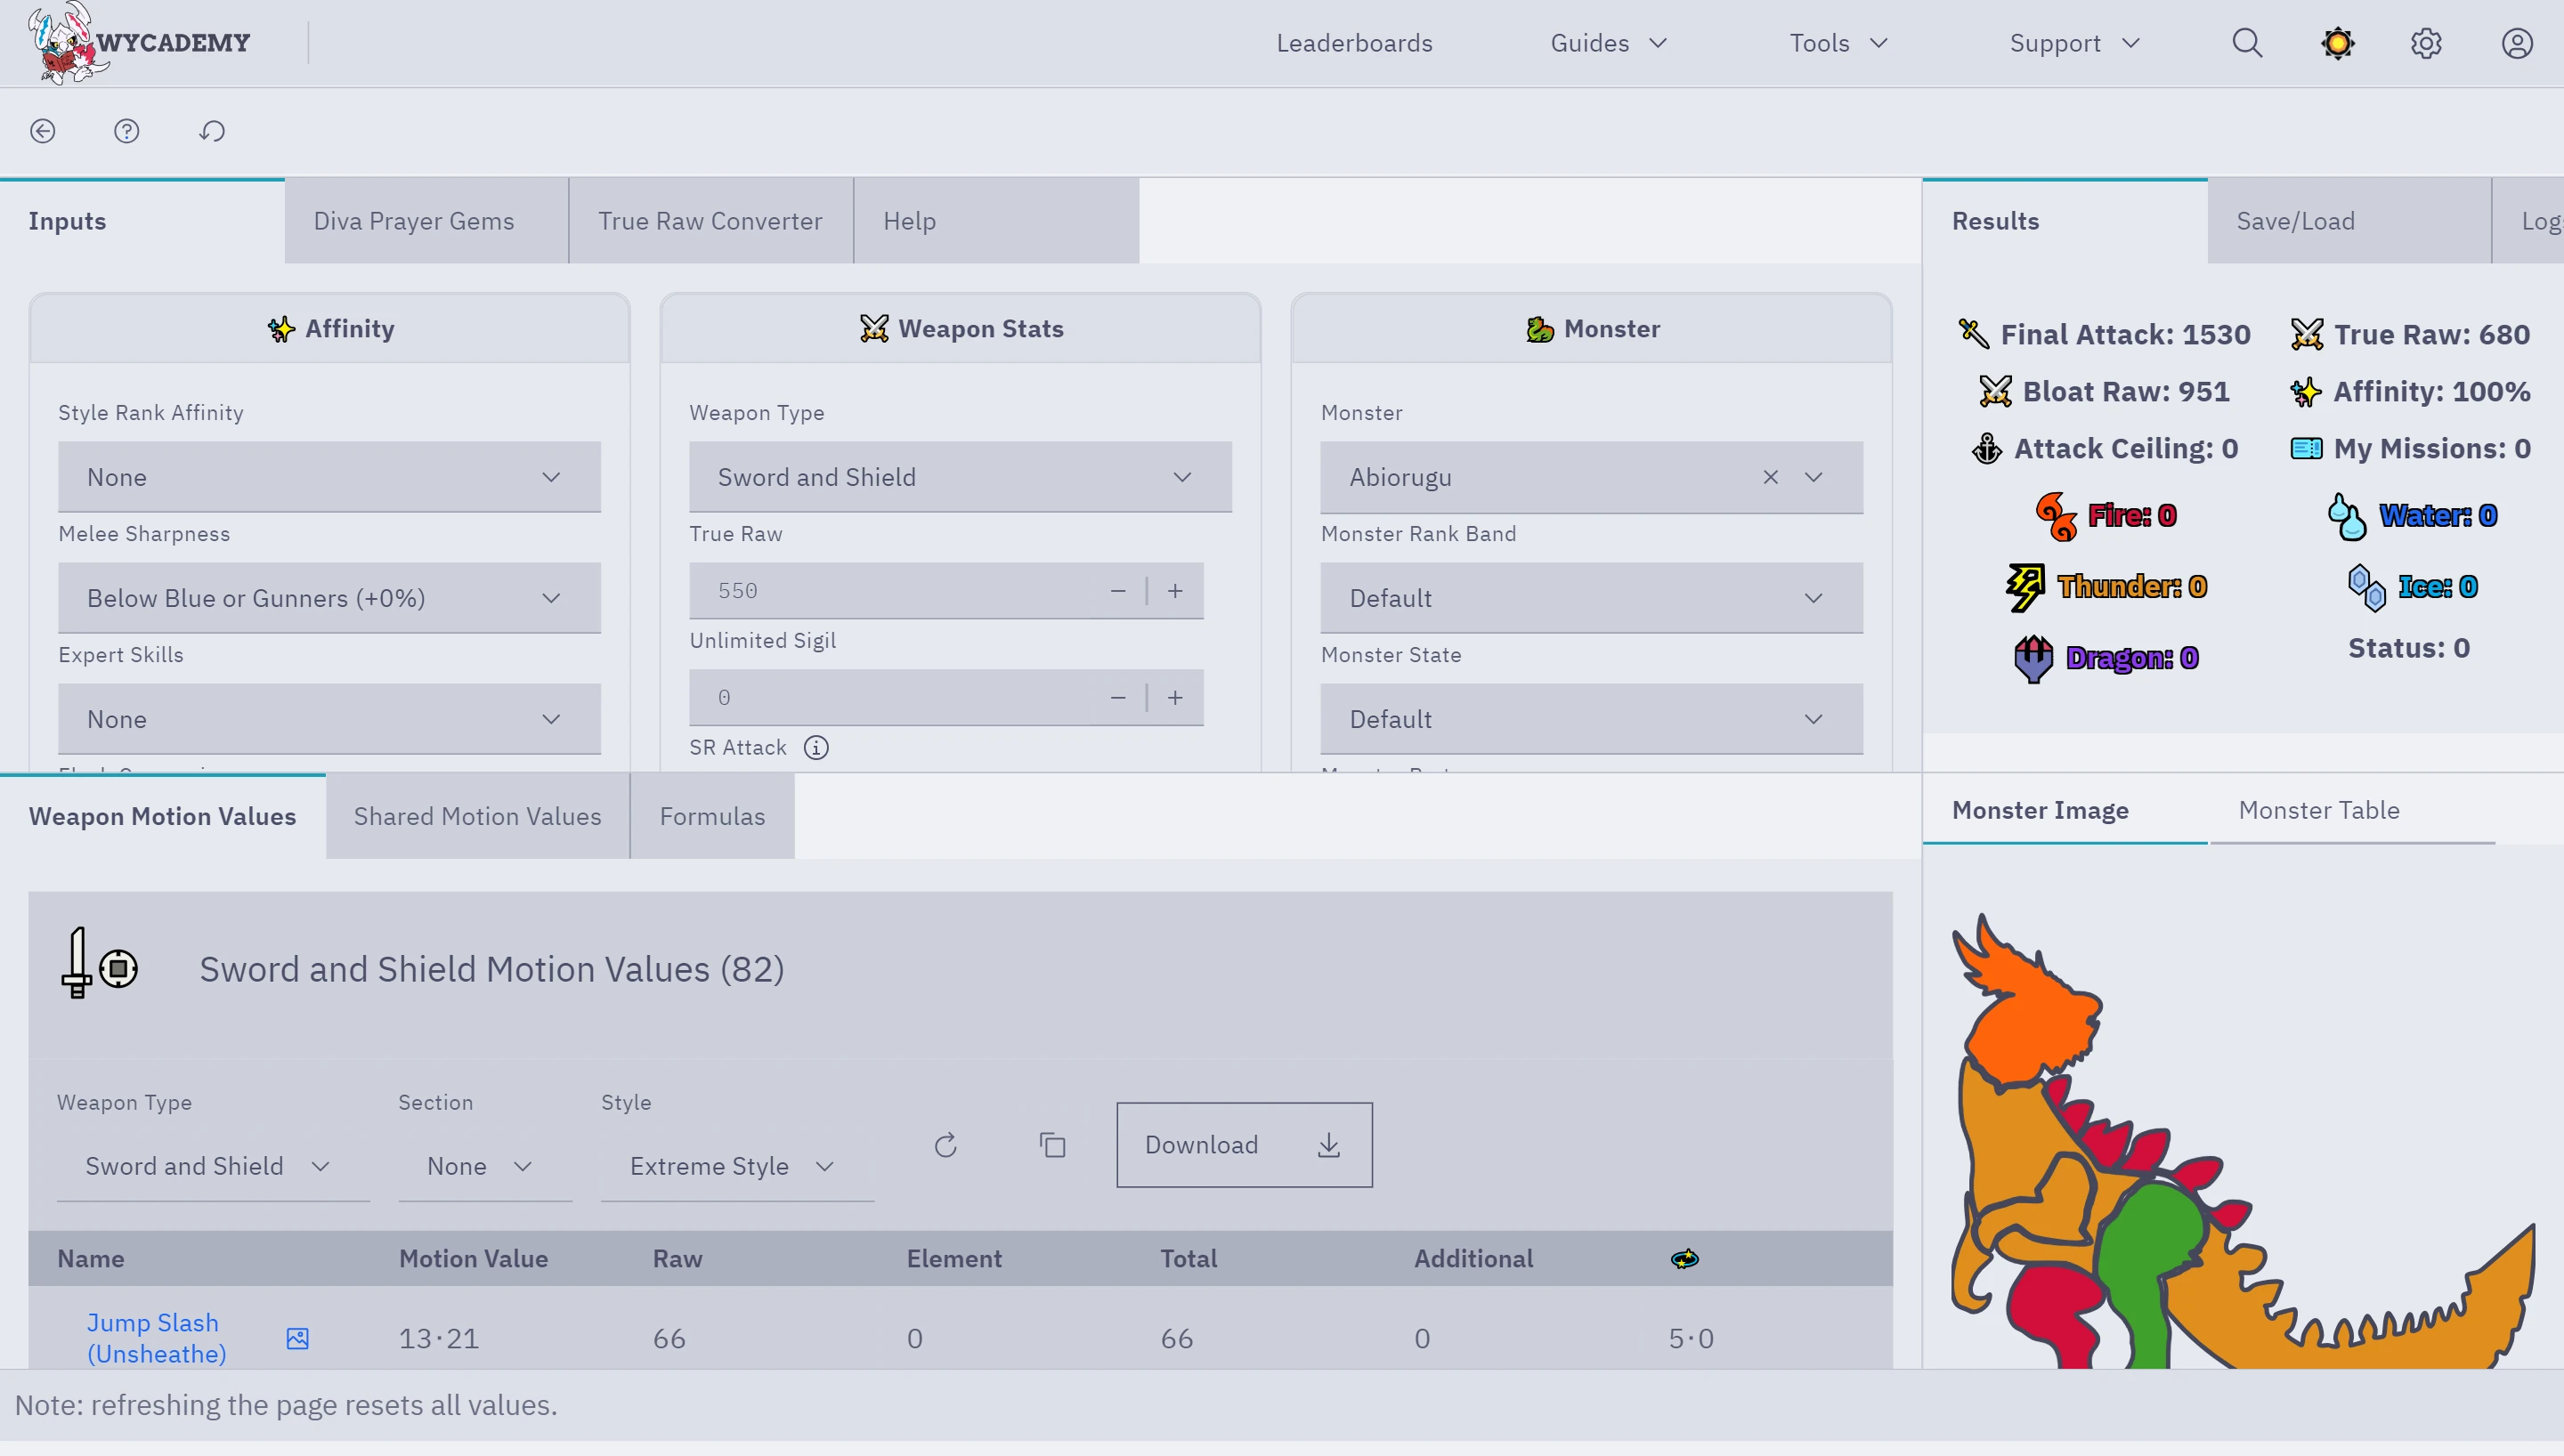 WYCADEMY
Leaderboards
Guides
Tools
Support
Inputs
Diva Prayer Gems
True Raw Converter
Help
Results
Save/Load
Affinity
Style Rank Affinity
None
Melee Sharpness
Below Blue or Gunners (+0%)
Expert Skills
None
Weapon Stats
Weapon Type
Sword and Shield
True Raw
550
Unlimited Sigil
0
SR Attack
Monster
Monster
Abiorugu
Monster Rank Band
Default
Monster State
Default
Final Attack: 1530
True Raw: 680
Bloat Raw: 951
Affinity: 100%
Attack Ceiling: 0
My Missions: 0
Fire: 0
Water: 0
Thunder: 0
Ice: 0
Dragon: 0
Status: 0
Weapon Motion Values
Shared Motion Values
Formulas
Sword and Shield Motion Values (82)
Weapon Type
Section
Style
Sword and Shield
None
Extreme Style
Download
Name
Motion Value
Raw
Element
Total
Additional
Jump Slash
(Unsheathe)
13·21
66
0
66
0
5·0
Monster Image
Monster Table
Note: refreshing the page resets all values.